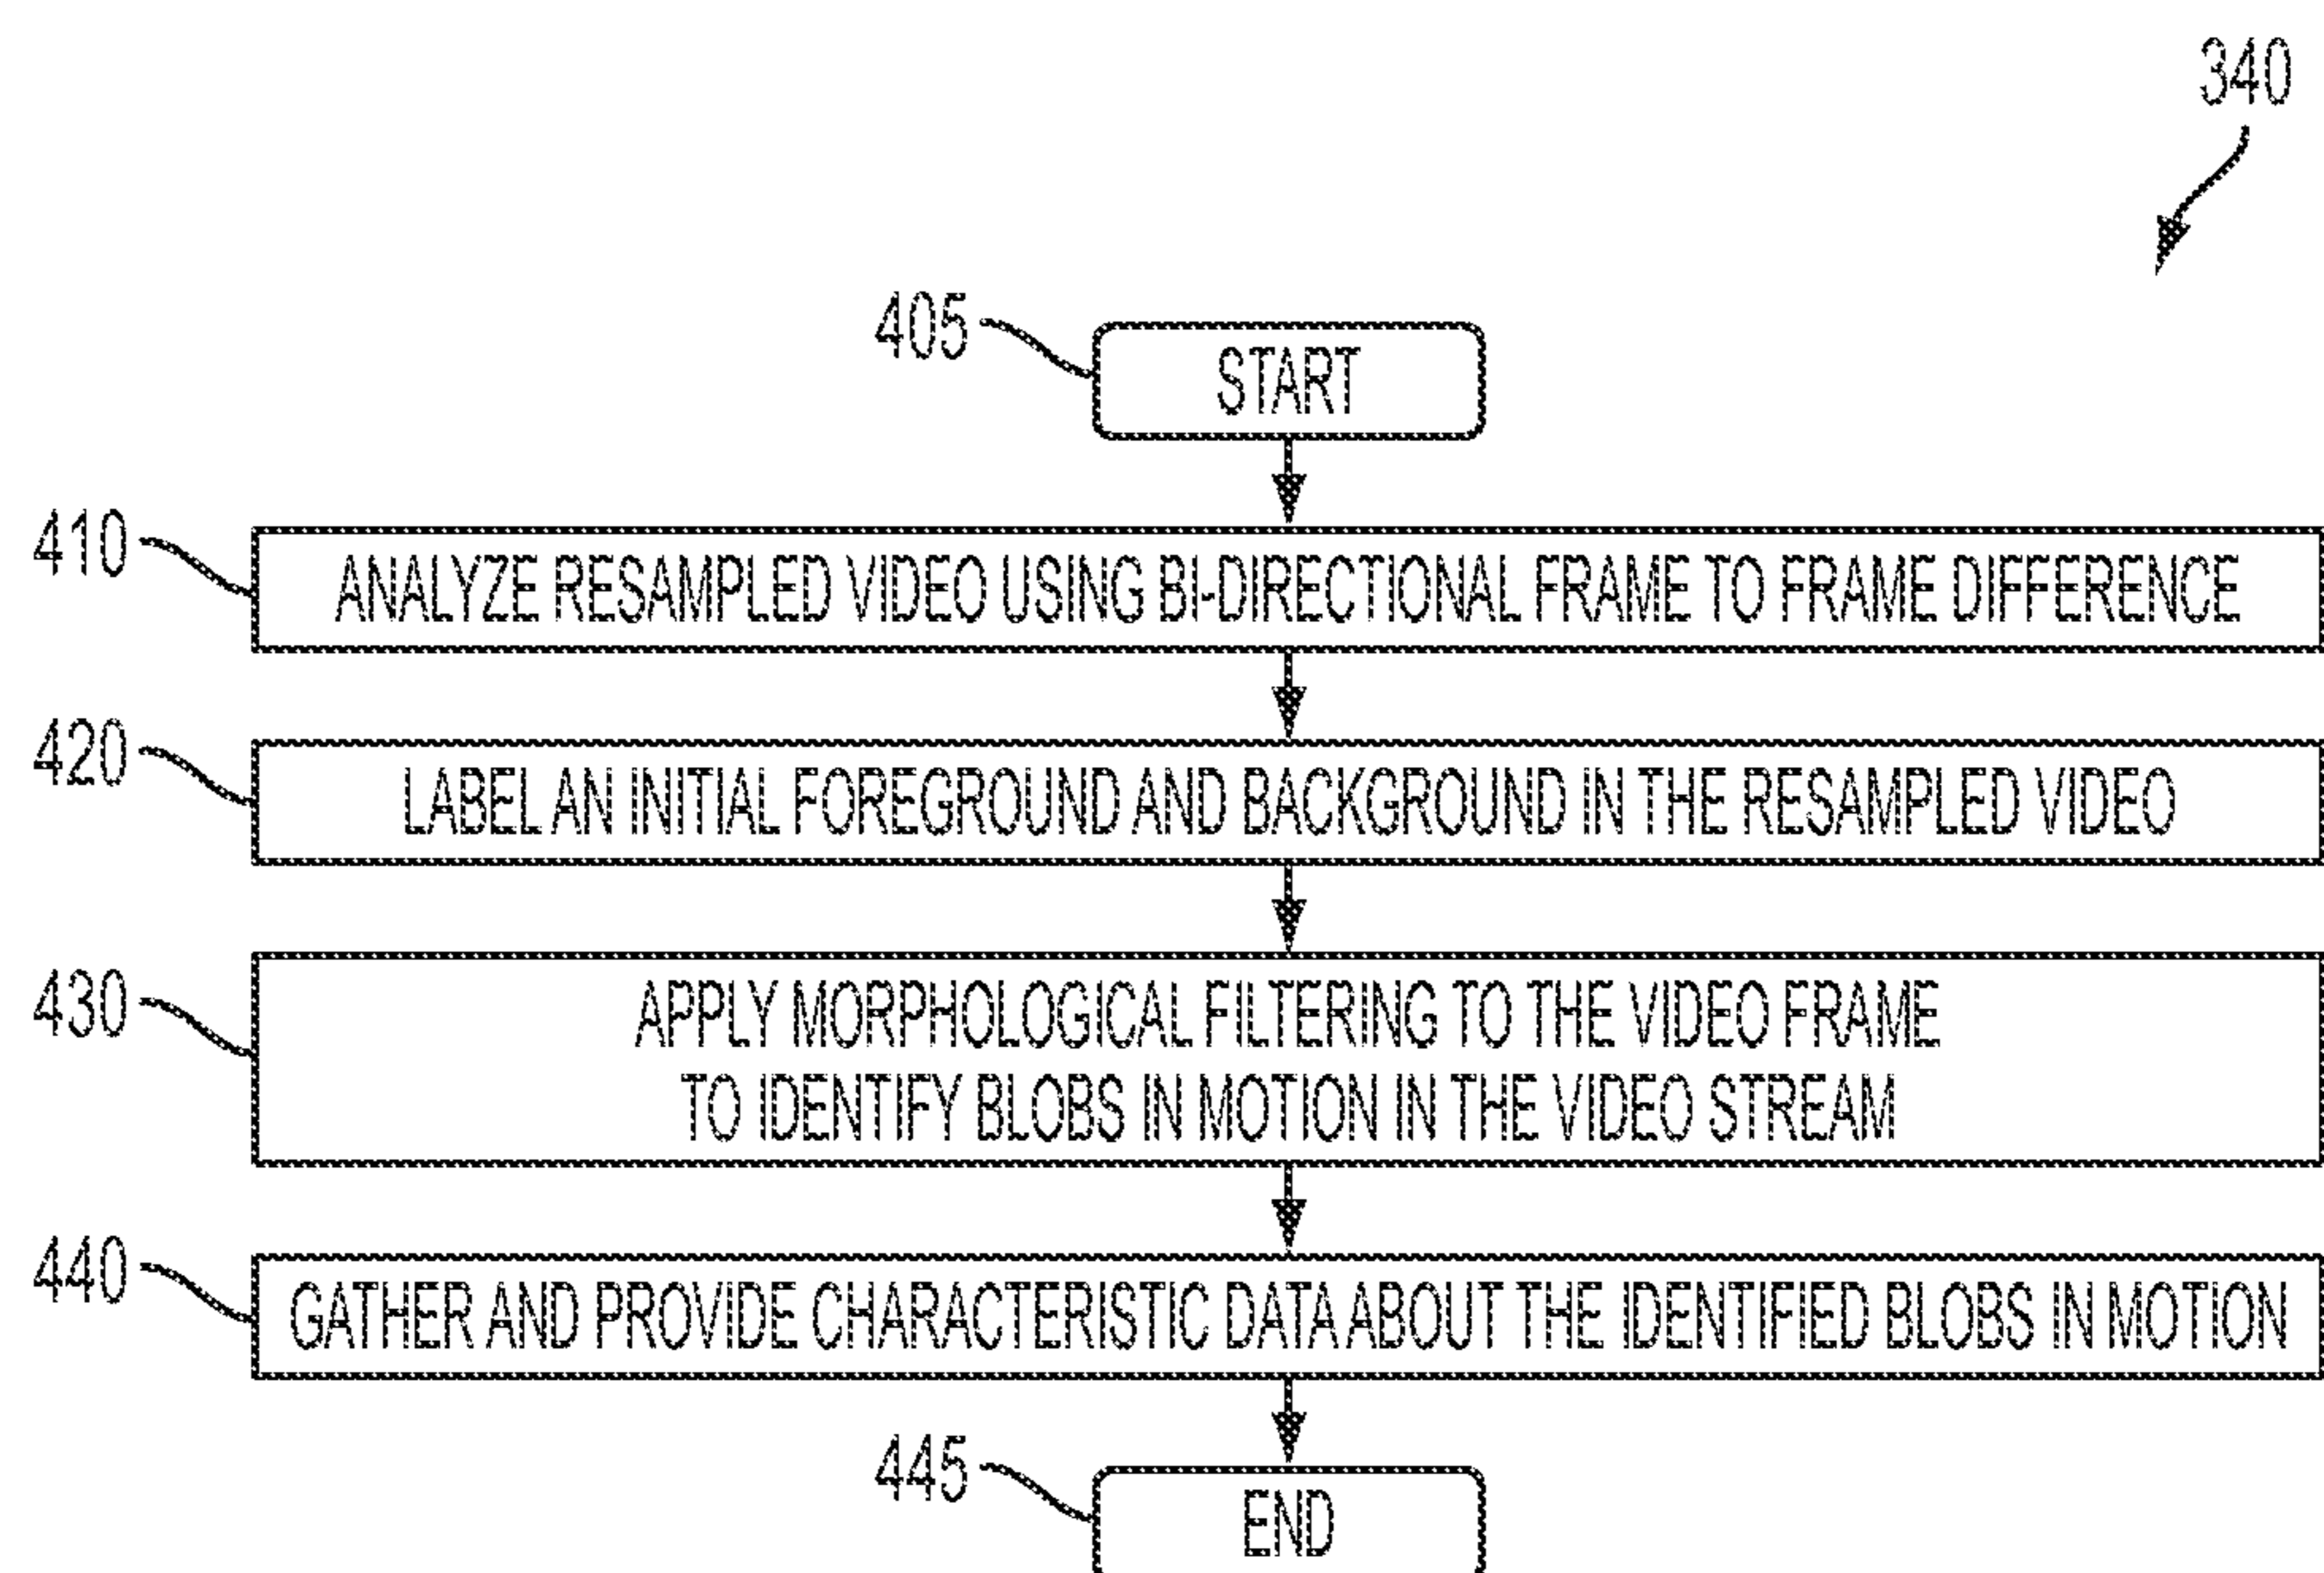 340
405
START
410
ANALYZE RESAMPLED VIDEO USING BI-DIRECTIONAL FRAME TO FRAME DIFFERENCE
420
LABEL AN INITIAL FOREGROUND AND BACKGROUND IN THE RESAMPLED VIDEO
430
APPLY MORPHOLOGICAL FILTERING TO THE VIDEO FRAME
TO IDENTIFY BLOBS IN MOTION IN THE VIDEO STREAM
440
GATHER AND PROVIDE CHARACTERISTIC DATA ABOUT THE IDENTIFIED BLOBS IN MOTION
445
END